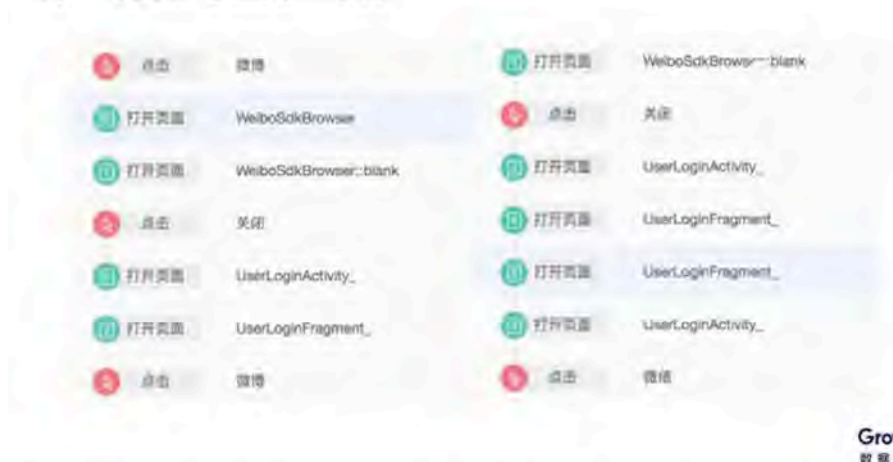 点击 微博
打开页面 WeiboSdkBrowser
打开页面 WeiboSdkBrowser::blank
点击 关闭
打开页面 UserLoginActivity_
打开页面 UserLoginFragment_
点击 微博
打开页面 WeiboSdkBrowser::blank
点击 关闭
打开页面 UserLoginActivity_
打开页面 UserLoginFragment_
打开页面 UserLoginFragment_
打开页面 UserLoginActivity_
点击 微信
Gro
数据